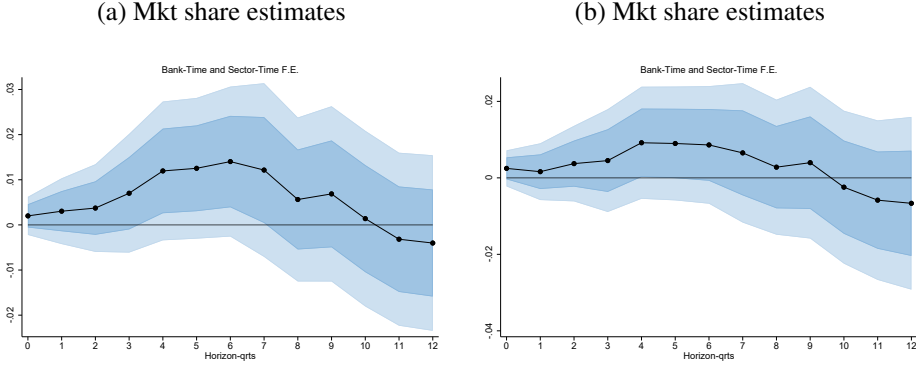 (a) Mkt share estimates
Bank-Time and Sector-Time F.E.
.03
.02
.01
0
-.01
-.02
0 1 2 3 4 5 6 7 8 9 10 11 12
Horizon-qrts
(b) Mkt share estimates
Bank-Time and Sector-Time F.E.
.02
0
-.02
-.04
0 1 2 3 4 5 6 7 8 9 10 11 12
Horizon-qrts